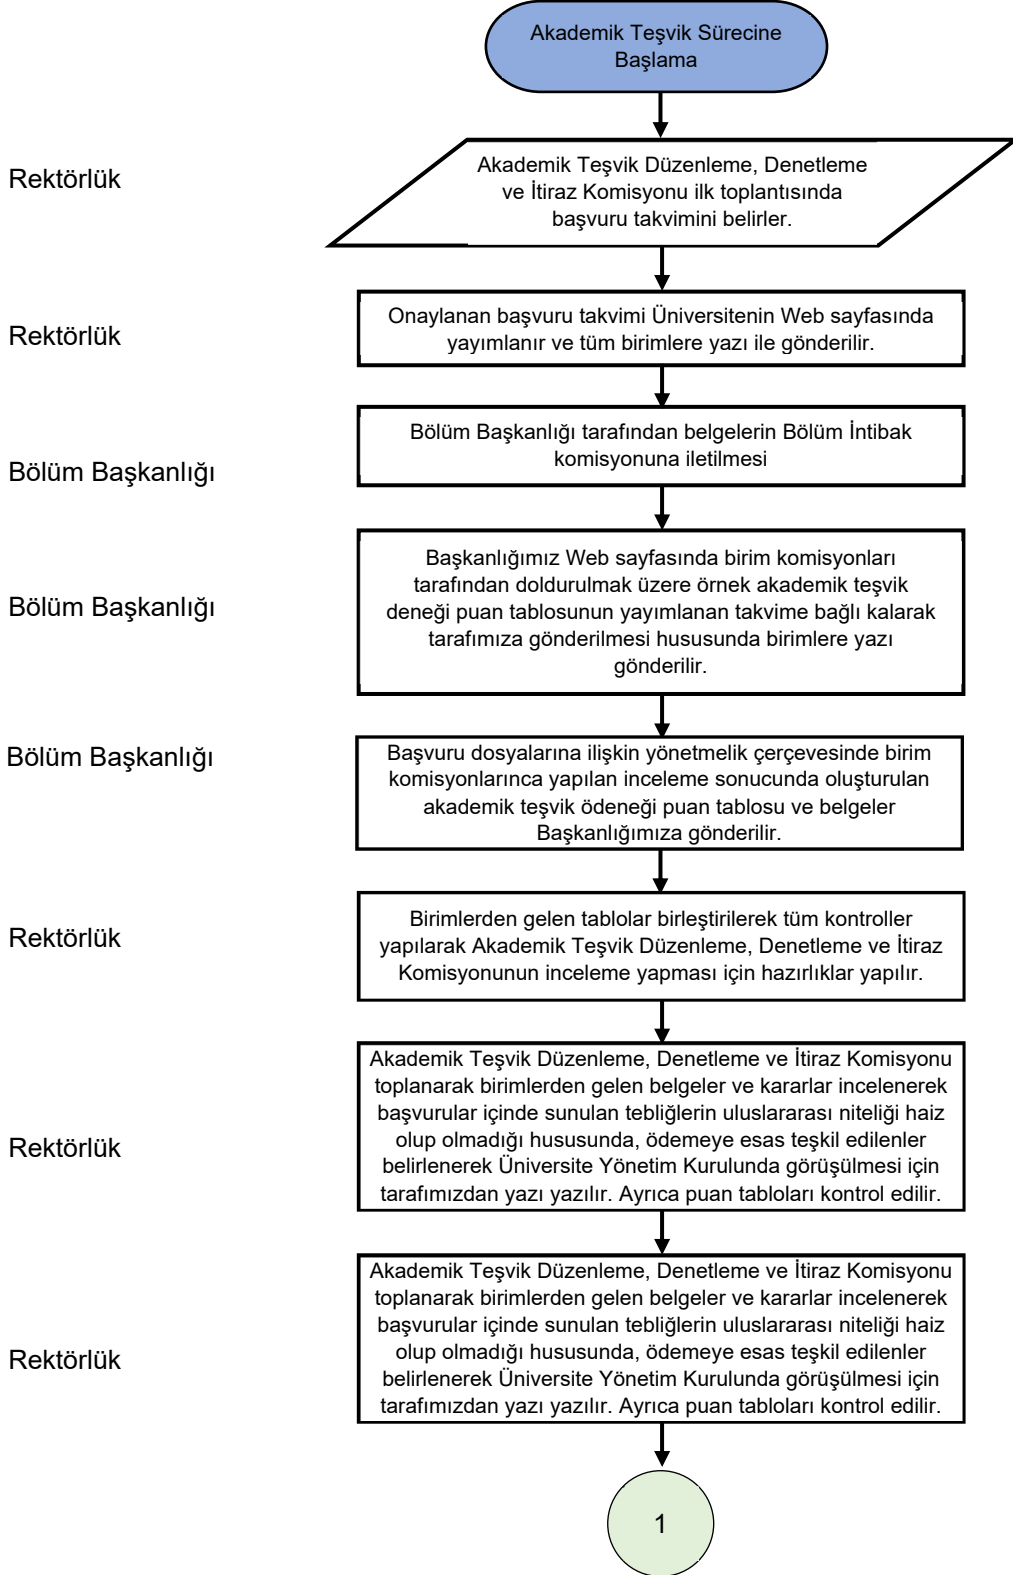 Akademik Teşvik Sürecine
Başlama
Rektörlük
Akademik Teşvik Düzenleme, Denetleme
ve İtiraz Komisyonu ilk toplantısında
başvuru takvimini belirler.
Rektörlük
Onaylanan başvuru takvimi Üniversitenin Web sayfasında
yayımlanır ve tüm birimlere yazı ile gönderilir.
Bölüm Başkanlığı
Bölüm Başkanlığı tarafından belgelerin Bölüm İntibak
komisyonuna iletilmesi
Bölüm Başkanlığı
Başkanlığımız Web sayfasında birim komisyonları
tarafından doldurulmak üzere örnek akademik teşvik
deneği puan tablosunun yayımlanan takvime bağlı kalarak
tarafımıza gönderilmesi hususunda birimlere yazı
gönderilir.
Bölüm Başkanlığı
Başvuru dosyalarına ilişkin yönetmelik çerçevesinde birim
komisyonlarınca yapılan inceleme sonucunda oluşturulan
akademik teşvik ödeneği puan tablosu ve belgeler
Başkanlığımıza gönderilir.
Rektörlük
Birimlerden gelen tablolar birleştirilerek tüm kontroller
yapılarak Akademik Teşvik Düzenleme, Denetleme ve İtiraz
Komisyonunun inceleme yapması için hazırlıklar yapılır.
Rektörlük
Akademik Teşvik Düzenleme, Denetleme ve İtiraz Komisyonu
toplanarak birimlerden gelen belgeler ve kararlar incelenerek
başvurular içinde sunulan tebliğlerin uluslararası niteliği haiz
olup olmadığı hususunda, ödemeye esas teşkil edilenler
belirlenerek Üniversite Yönetim Kurulunda görüşülmesi için
tarafımızdan yazı yazılır. Ayrıca puan tabloları kontrol edilir.
Rektörlük
Akademik Teşvik Düzenleme, Denetleme ve İtiraz Komisyonu
toplanarak birimlerden gelen belgeler ve kararlar incelenerek
başvurular içinde sunulan tebliğlerin uluslararası niteliği haiz
olup olmadığı hususunda, ödemeye esas teşkil edilenler
belirlenerek Üniversite Yönetim Kurulunda görüşülmesi için
tarafımızdan yazı yazılır. Ayrıca puan tabloları kontrol edilir.
1